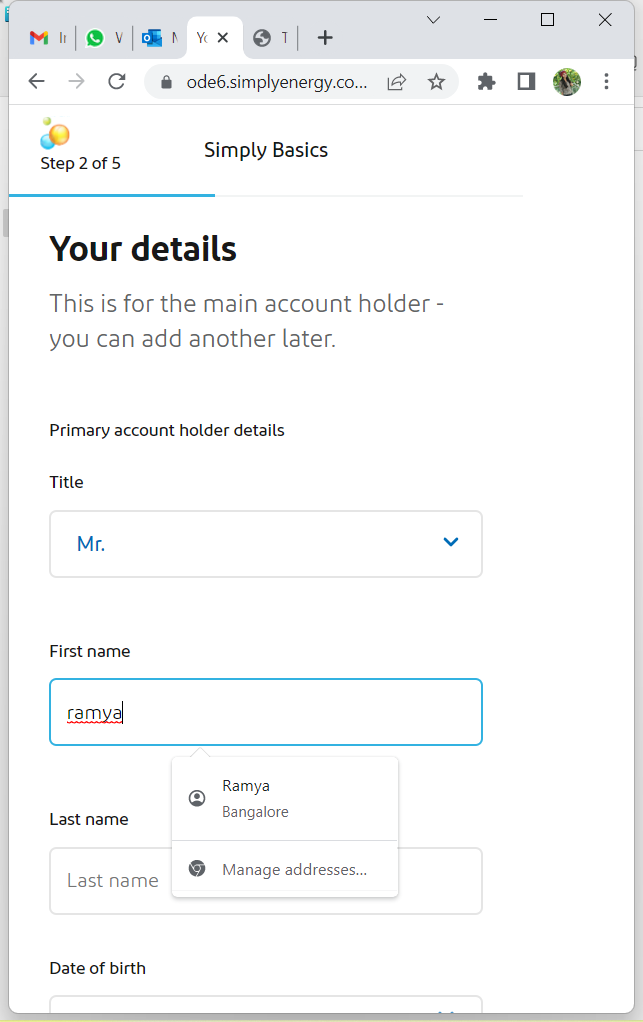 ode6.simplyenergy.co...
Step 2 of 5
Simply Basics
Your details
This is for the main account holder -
you can add another later.
Primary account holder details
Title
Mr.
First name
ramya
Ramya
Bangalore
Manage addresses...
Last name
Last name
Date of birth